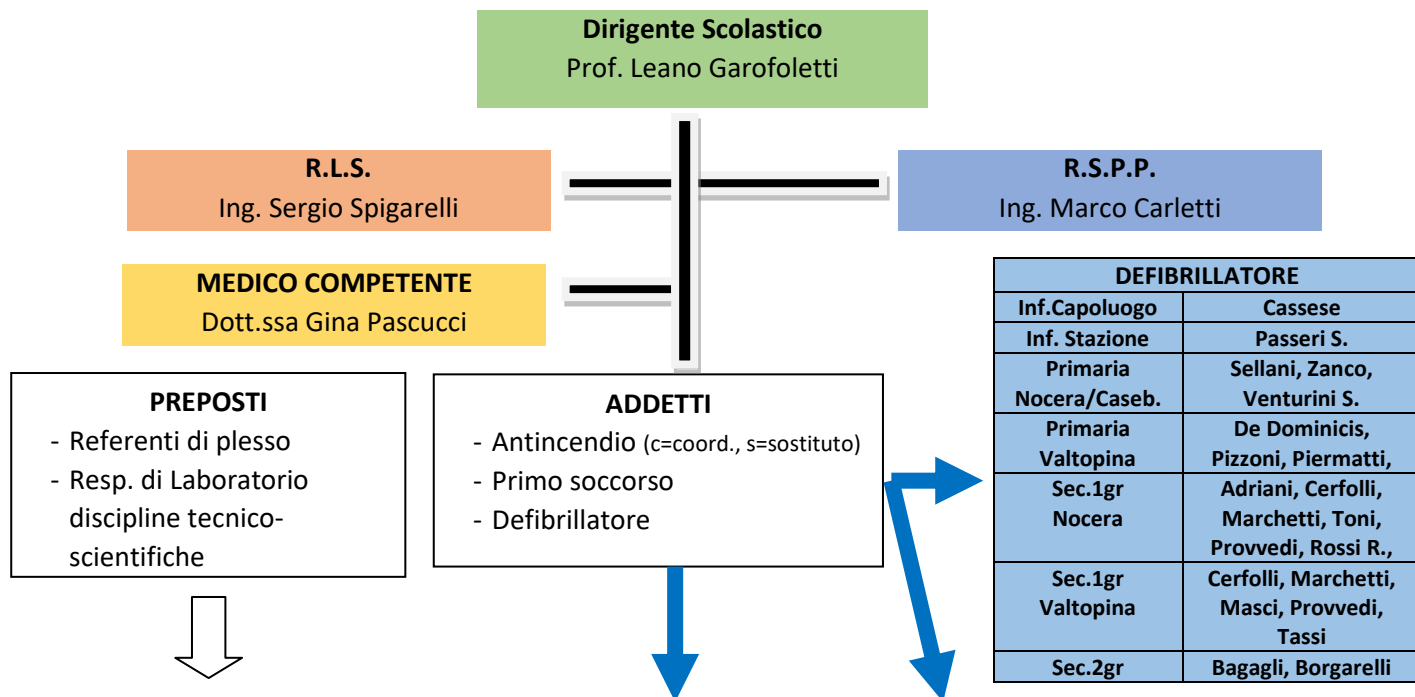 Dirigente Scolastico
Prof. Leano Garofoletti
R.L.S.
Ing. Sergio Spigarelli
R.S.P.P.
Ing. Marco Carletti
MEDICO COMPETENTE
Dott.ssa Gina Pascucci
PREPOSTI
- Referenti di plesso
- Resp. di Laboratorio
discipline tecnico-
scientifiche
ADDETTI
- Antincendio (c=coord., s=sostituto)
- Primo soccorso
- Defibrillatore
DEFIBRILLATORE
Inf.Capoluogo Cassese
Inf. Stazione Passeri S.
Primaria Sellani, Zanco,
Nocera/Caseb. Venturini S.
Primaria De Dominicis,
Valtopina Pizzoni, Piermatti,
Sec.1gr Adriani, Cerfolli,
Nocera Marchetti, Toni,
Provvedi, Rossi R.,
Sec.1gr Cerfolli, Marchetti,
Valtopina Masci, Provvedi,
Tassi
Sec.2gr Bagagli, Borgarelli